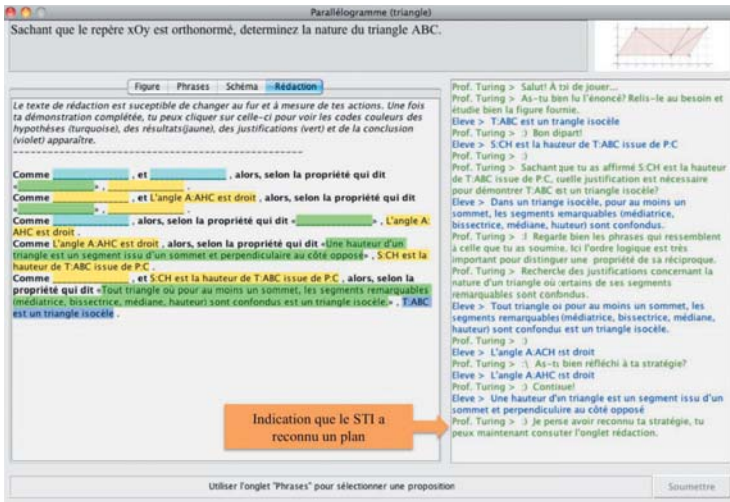 Parallélogramme (triangle)
Sachant que le repère xOy est orthonormé, determinez la nature du triangle ABC.
Figure Phrases Schéma Rédaction
Le texte de rédaction est suceptible de changer au fur et à mesure de tes actions. Une fois
ta démonstration complétée, tu peux cliquer sur celle-ci pour voir les codes couleurs des
hypothèses (turquoise), des résultats(jaune), des justifications (vert) et de la conclusion
(violet) apparaître.
Comme , et , alors, selon la propriété qui dit
« » , .
Comme , et L'angle A:AHC est droit , alors, selon la propriété qui dit
« » , .
Comme , alors, selon la propriété qui dit « » , L'angle A:
AHC est droit .
Comme L'angle A:AHC est droit , alors, selon la propriété qui dit «Une hauteur d'un
triangle est un segment issu d'un sommet et perpendiculaire au côté opposé» , S:CH est la
hauteur de T:ABC issue de P:C .
Comme , et S:CH est la hauteur de T:ABC issue de P:C , alors, selon la
propriété qui dit «Tout triangle où pour au moins un sommet, les segments remarquables
(médiatrice, bissectrice, médiane, hauteur) sont confondus est un triangle isocèle.» , T:ABC
est un triangle isocèle .
Prof. Turing > Salut! À toi de jouer...
Prof. Turing > As-tu bien lu l'énoncé? Relis-le au besoin et
étudie bien la figure fournie.
Eleve > T:ABC est un triangle isocèle
Prof. Turing > :) Bon départ!
Eleve > S:CH est la hauteur de T:ABC issue de P:C
Prof. Turing > :)
Prof. Turing > Sachant que tu as affirmé S:CH est la hauteur
de T:ABC issue de P:C, quelle justification est nécessaire
pour démontrer T:ABC est un triangle isocèle?
Eleve > Dans un triange isocèle, pour au moins un
sommet, les segments remarquables (médiatrice,
bissectrice, médiane, hauteur) sont confondus.
Prof. Turing > :| Regarde bien les phrases qui ressemblent
à celle que tu as soumise. Ici l'ordre logique est très
important pour distinguer une propriété de sa réciproque.
Prof. Turing > Recherche des justifications concernant la
nature d'un triangle où certains de ses segments
remarquables sont confondus.
Eleve > Tout triangle où pour au moins un sommet, les
segments remarquables (médiatrice, bissectrice, médiane,
hauteur) sont confondus est un triangle isocèle.
Prof. Turing > :)
Eleve > L'angle A:ACH est droit
Prof. Turing > :\ As-tu bien réfléchi à ta stratégie?
Eleve > L'angle A:AHC est droit
Prof. Turing > :) Continue!
Eleve > Une hauteur d'un triangle est un segment issu d'un
sommet et perpendiculaire au côté opposé
Prof. Turing > :) Je pense avoir reconnu ta stratégie, tu
peux maintenant consulter l'onglet rédaction.
Indication que le STI a
reconnu un plan
Utiliser l'onglet "Phrases" pour sélectionner une proposition
Soumettre